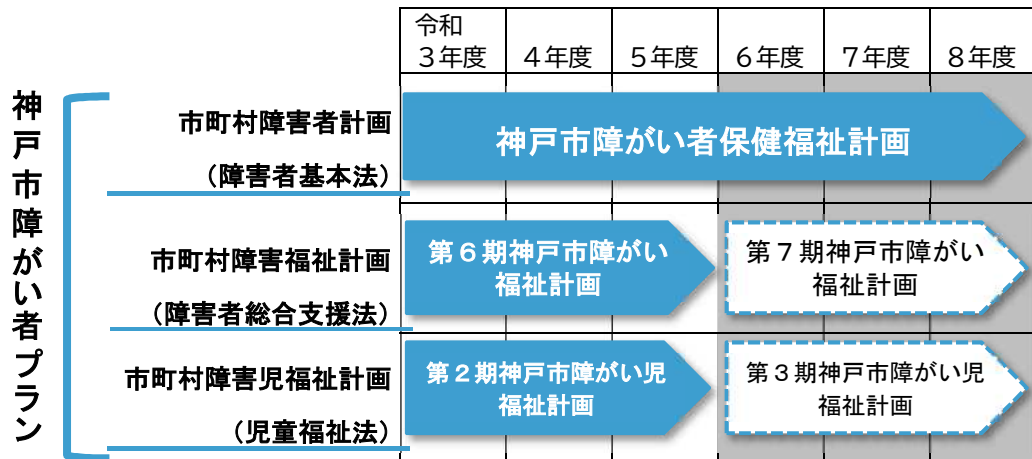 令和
3年度 4年度 5年度 6年度 7年度 8年度
神戸市障がい者プラン
市町村障害者計画
(障害者基本法)
神戸市障がい者保健福祉計画
市町村障害福祉計画
(障害者総合支援法)
第6期神戸市障がい
福祉計画
第7期神戸市障がい
福祉計画
市町村障害児福祉計画
(児童福祉法)
第2期神戸市障がい児
福祉計画
第3期神戸市障がい児
福祉計画